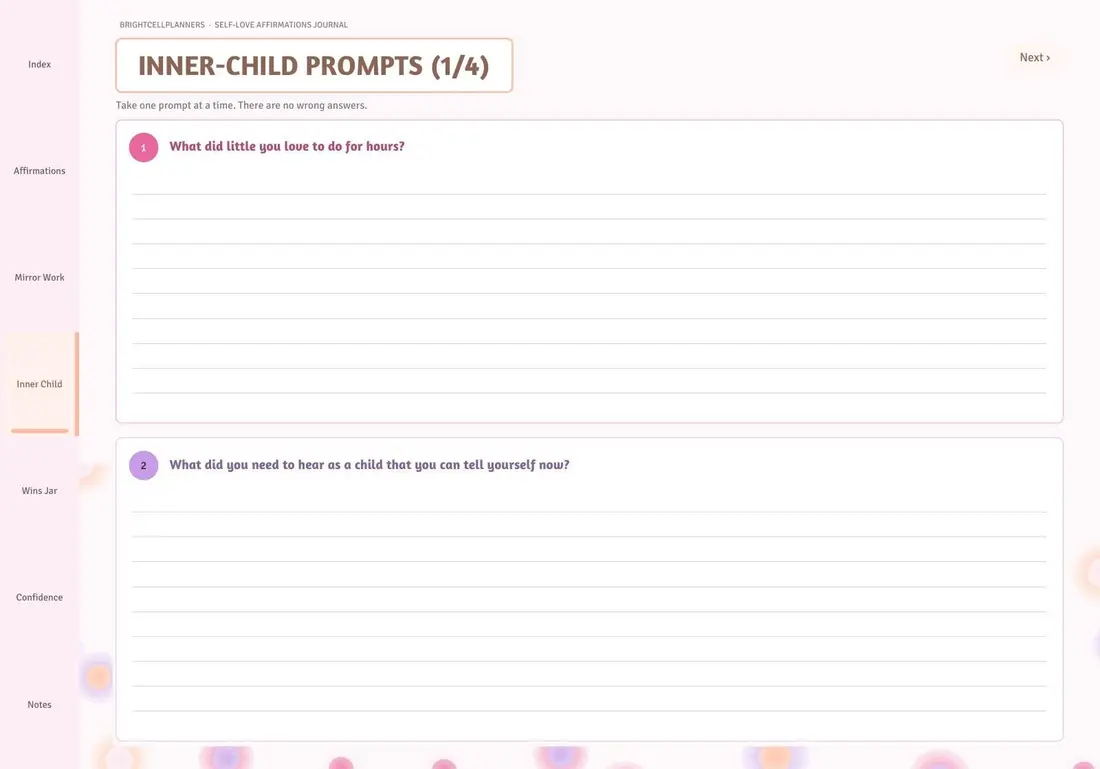 BRIGHTCELLPLANNERS · SELF-LOVE AFFIRMATIONS JOURNAL
INNER-CHILD PROMPTS (1/4)
Next ›
Take one prompt at a time. There are no wrong answers.
Index
Affirmations
Mirror Work
Inner Child
Wins Jar
Confidence
Notes
1 What did little you love to do for hours?
2 What did you need to hear as a child that you can tell yourself now?